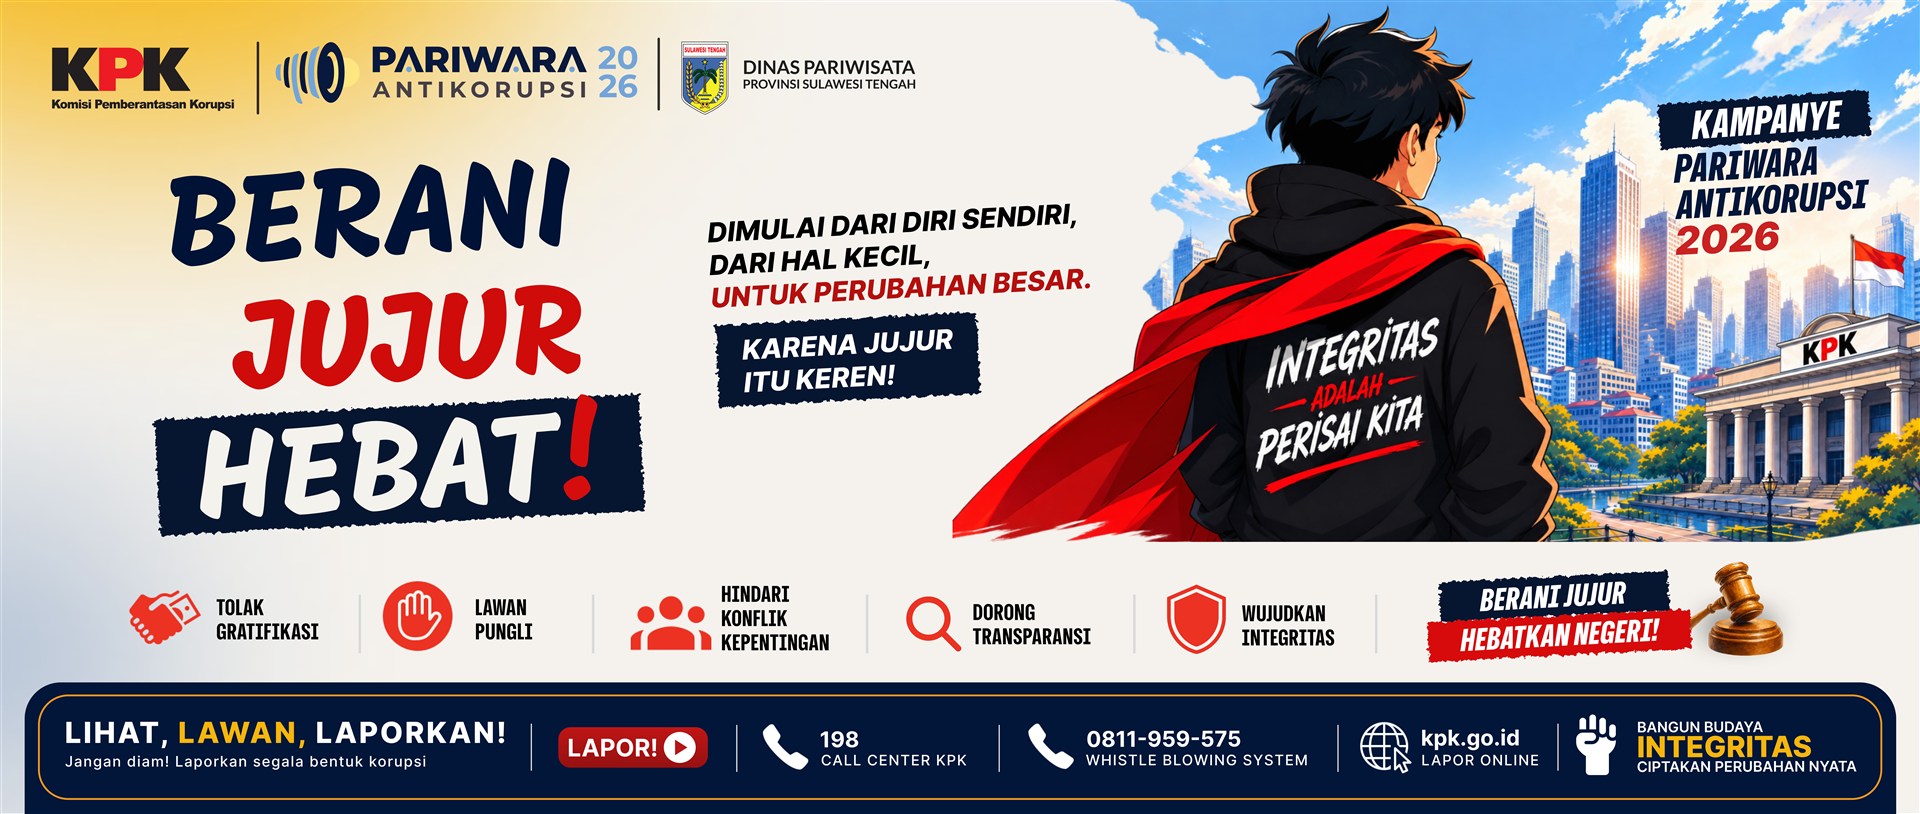 KPK
Komisi Pemberantasan Korupsi
PARIWARA
ANTIKORUPSI
20
26
SULAWESI TENGAH
DINAS PARIWISATA
PROVINSI SULAWESI TENGAH
BERANI
JUJUR
HEBAT!
DIMULAI DARI DIRI SENDIRI,
DARI HAL KECIL,
UNTUK PERUBAHAN BESAR.
KARENA JUJUR
ITU KEREN!
INTEGRITAS
ADALAH
PERISAI KITA
KAMPANYE
PARIWARA
ANTIKORUPSI
2026
KPK
TOLAK
GRATIFIKASI
LAWAN
PUNGLI
HINDARI
KONFLIK
KEPENTINGAN
DORONG
TRANSPARANSI
WUJUDKAN
INTEGRITAS
BERANI JUJUR
HEBATKAN NEGERI!
LIHAT, LAWAN, LAPORKAN!
Jangan diam! Laporkan segala bentuk korupsi
LAPOR!
198
CALL CENTER KPK
0811-959-575
WHISTLE BLOWING SYSTEM
kpk.go.id
LAPOR ONLINE
BANGUN BUDAYA
INTEGRITAS
CIPTAKAN PERUBAHAN NYATA